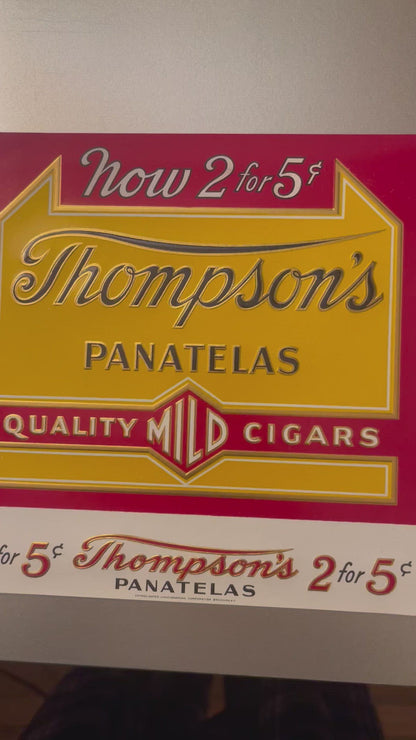 Now 2 for 5¢
Thompson's
PANATELAS
QUALITY MILD CIGARS
for 5¢ Thompson's 2 for 5¢
PANATELAS